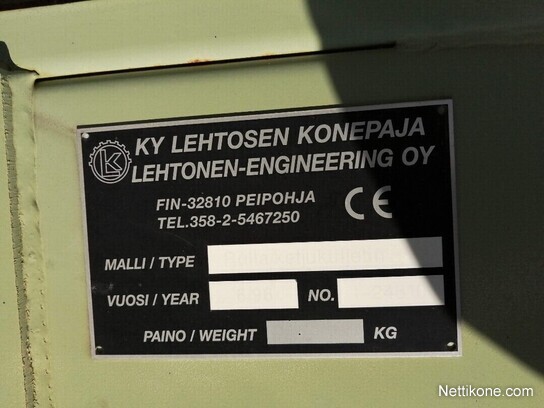 KY LEHTOSEN KONEPAJA
LEHTONEN-ENGINEERING OY
FIN-32810 PEIPOHJA
TEL.358-2-5467250
CE
MALLI / TYPE
VUOSI / YEAR NO.
PAINO / WEIGHT KG
Nettikone.com